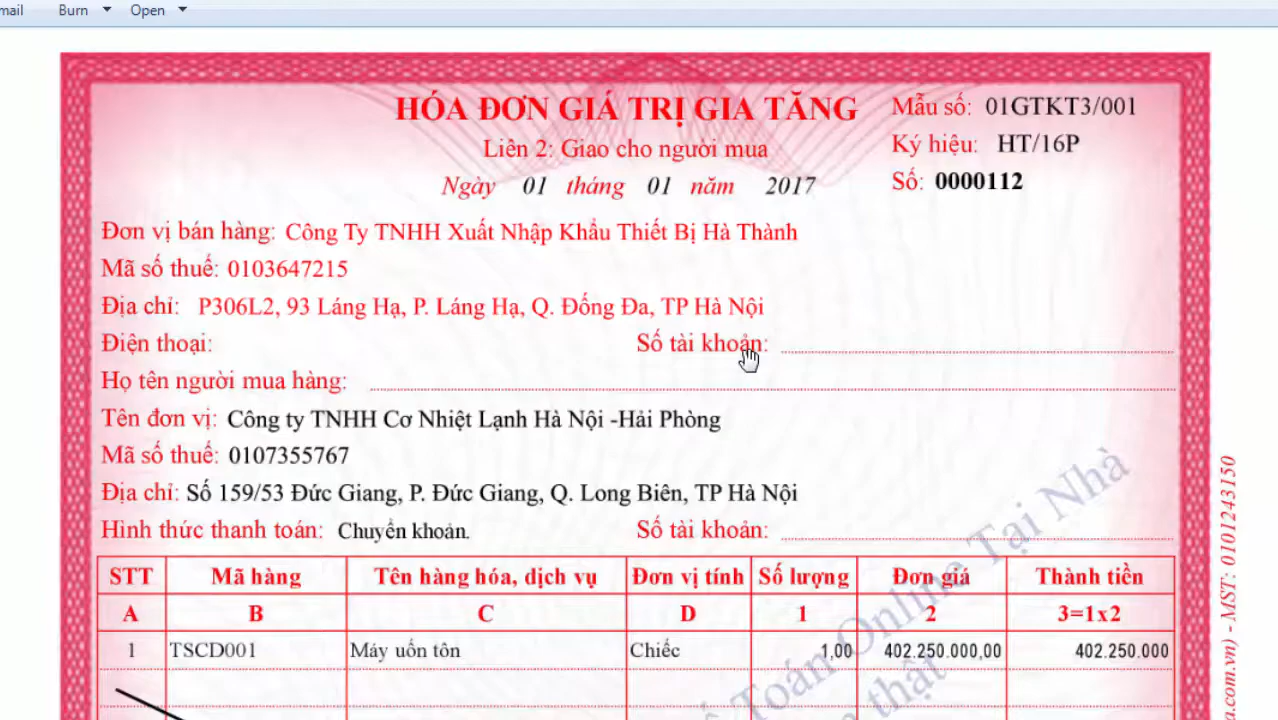 mail Burn Open
HÓA ĐƠN GIÁ TRỊ GIA TĂNG
Mẫu số: 01GTKT3/001
Liên 2: Giao cho người mua
Ký hiệu: HT/16P
Ngày 01 tháng 01 năm 2017
Số: 0000112
Đơn vị bán hàng: Công Ty TNHH Xuất Nhập Khẩu Thiết Bị Hà Thành
Mã số thuế: 0103647215
Địa chỉ: P306L2, 93 Láng Hạ, P. Láng Hạ, Q. Đống Đa, TP Hà Nội
Điện thoại: Số tài khoản:
Họ tên người mua hàng:
Tên đơn vị: Công ty TNHH Cơ Nhiệt Lạnh Hà Nội -Hải Phòng
Mã số thuế: 0107355767
Địa chỉ: Số 159/53 Đức Giang, P. Đức Giang, Q. Long Biên, TP Hà Nội
Hình thức thanh toán: Chuyển khoản. Số tài khoản:
STT Mã hàng Tên hàng hóa, dịch vụ Đơn vị tính Số lượng Đơn giá Thành tiền
A B C D 1 2 3=1x2
1 TSCD001 Máy uốn tôn Chiếc 1,00 402.250.000,00 402.250.000
Toán Online Tại Nhà
thật
a.com.vn) - MST: 0101243150